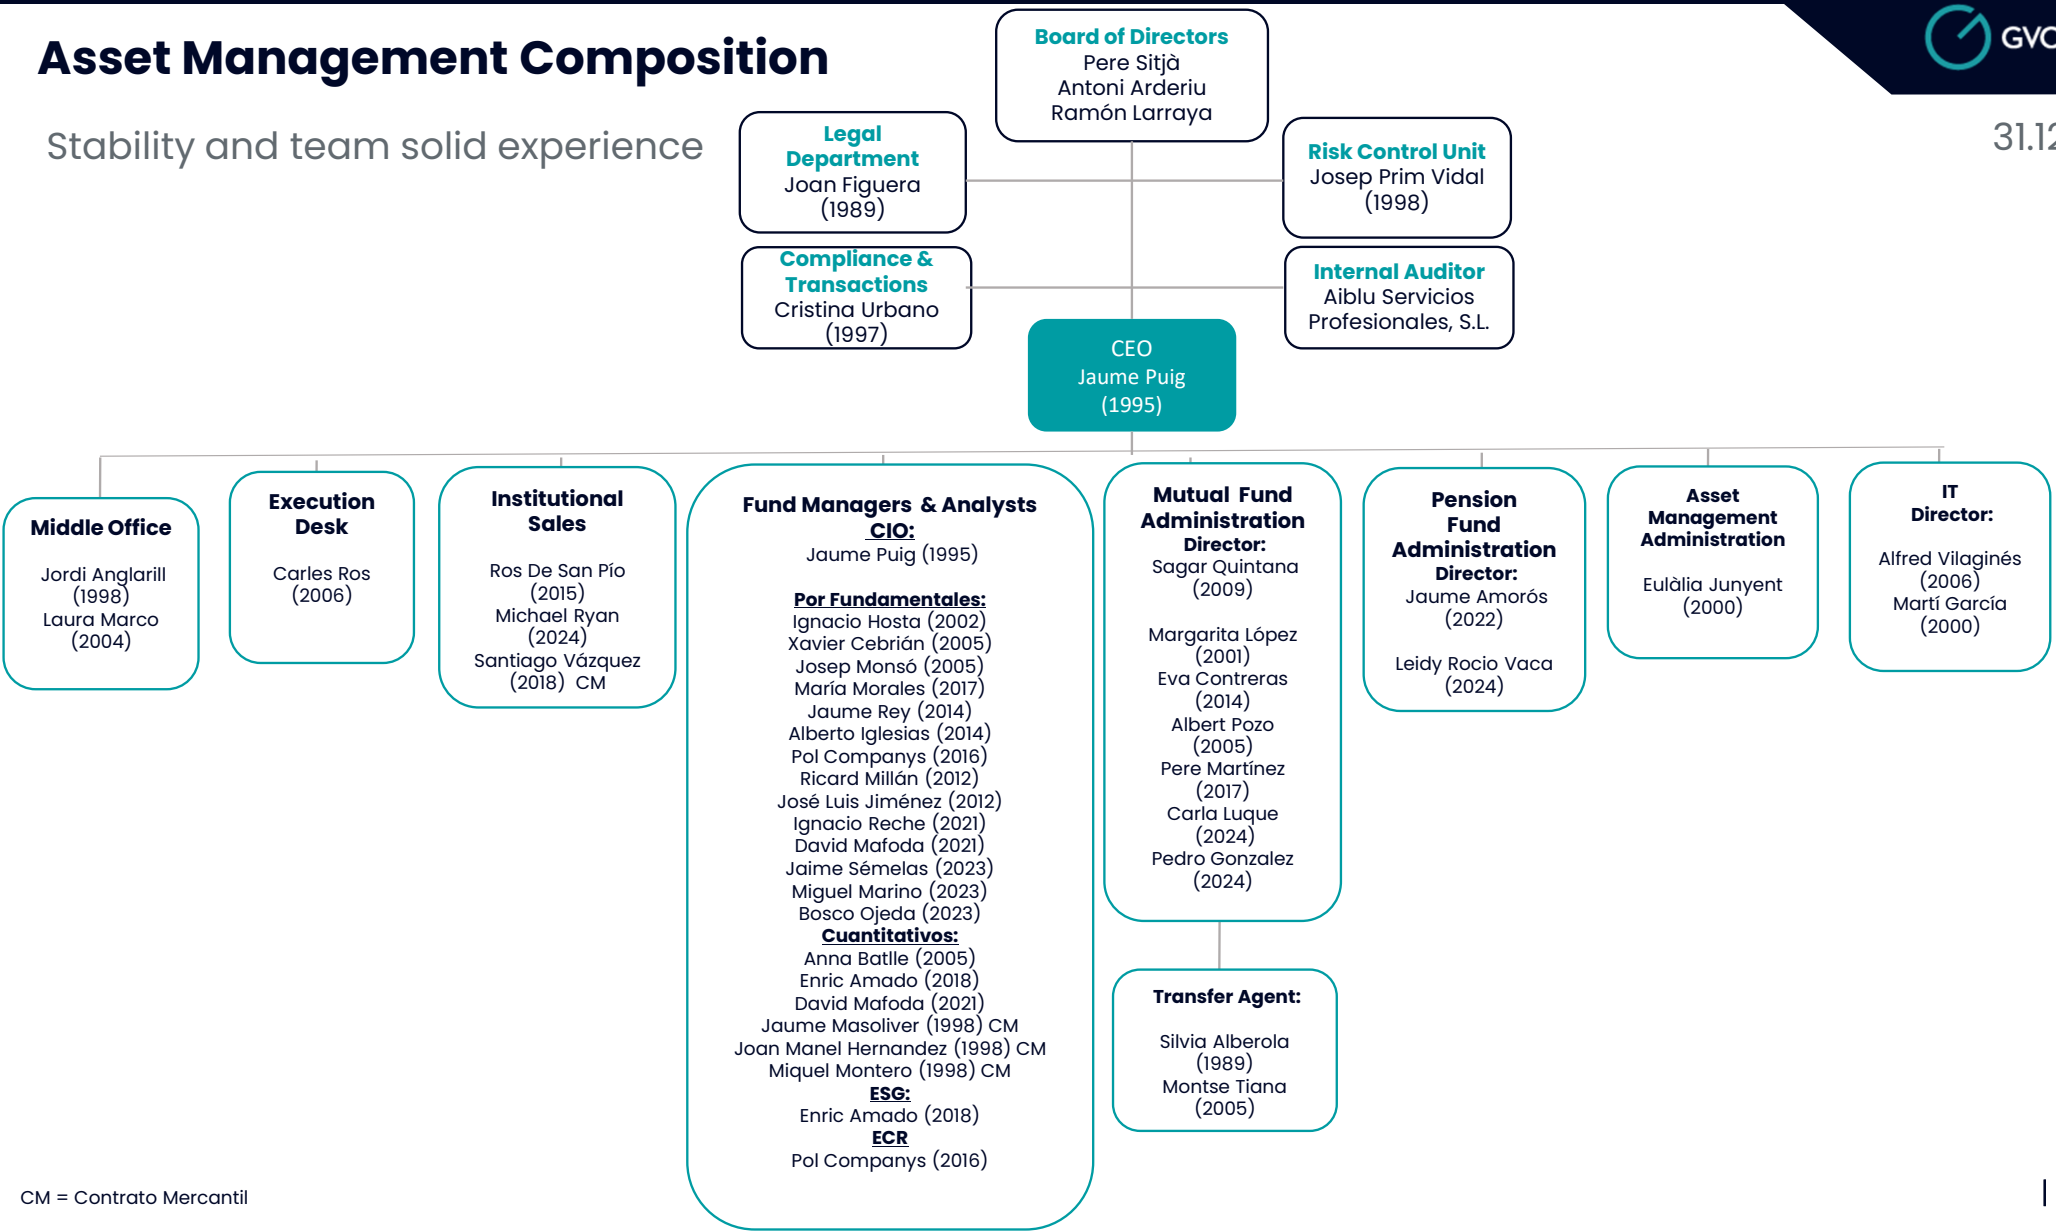 Asset Management Composition
Stability and team solid experience
GVC
31.12
Board of Directors
Pere Sitjà
Antoni Arderiu
Ramón Larraya
Legal
Department
Joan Figuera
(1989)
Risk Control Unit
Josep Prim Vidal
(1998)
Compliance &
Transactions
Cristina Urbano
(1997)
Internal Auditor
Aiblu Servicios
Profesionales, S.L.
CEO
Jaume Puig
(1995)
Middle Office
Jordi Anglarill
(1998)
Laura Marco
(2004)
Execution
Desk
Carles Ros
(2006)
Institutional
Sales
Ros De San Pío
(2015)
Michael Ryan
(2024)
Santiago Vázquez
(2018) CM
Fund Managers & Analysts
CIO:
Jaume Puig (1995)
Por Fundamentales:
Ignacio Hosta (2002)
Xavier Cebrián (2005)
Josep Monsó (2005)
María Morales (2017)
Jaume Rey (2014)
Alberto Iglesias (2014)
Pol Companys (2016)
Ricard Millán (2012)
José Luis Jiménez (2012)
Ignacio Reche (2021)
David Mafoda (2021)
Jaime Sémelas (2023)
Miguel Marino (2023)
Bosco Ojeda (2023)
Cuantitativos:
Anna Batlle (2005)
Enric Amado (2018)
David Mafoda (2021)
Jaume Masoliver (1998) CM
Joan Manel Hernandez (1998) CM
Miquel Montero (1998) CM
ESG:
Enric Amado (2018)
ECR
Pol Companys (2016)
Mutual Fund
Administration
Director:
Sagar Quintana
(2009)
Margarita López
(2001)
Eva Contreras
(2014)
Albert Pozo
(2005)
Pere Martínez
(2017)
Carla Luque
(2024)
Pedro Gonzalez
(2024)
Transfer Agent:
Silvia Alberola
(1989)
Montse Tiana
(2005)
Pension
Fund
Administration
Director:
Jaume Amorós
(2022)
Leidy Rocio Vaca
(2024)
Asset
Management
Administration
Eulàlia Junyent
(2000)
IT
Director:
Alfred Vilaginés
(2006)
Martí García
(2000)
CM = Contrato Mercantil
|